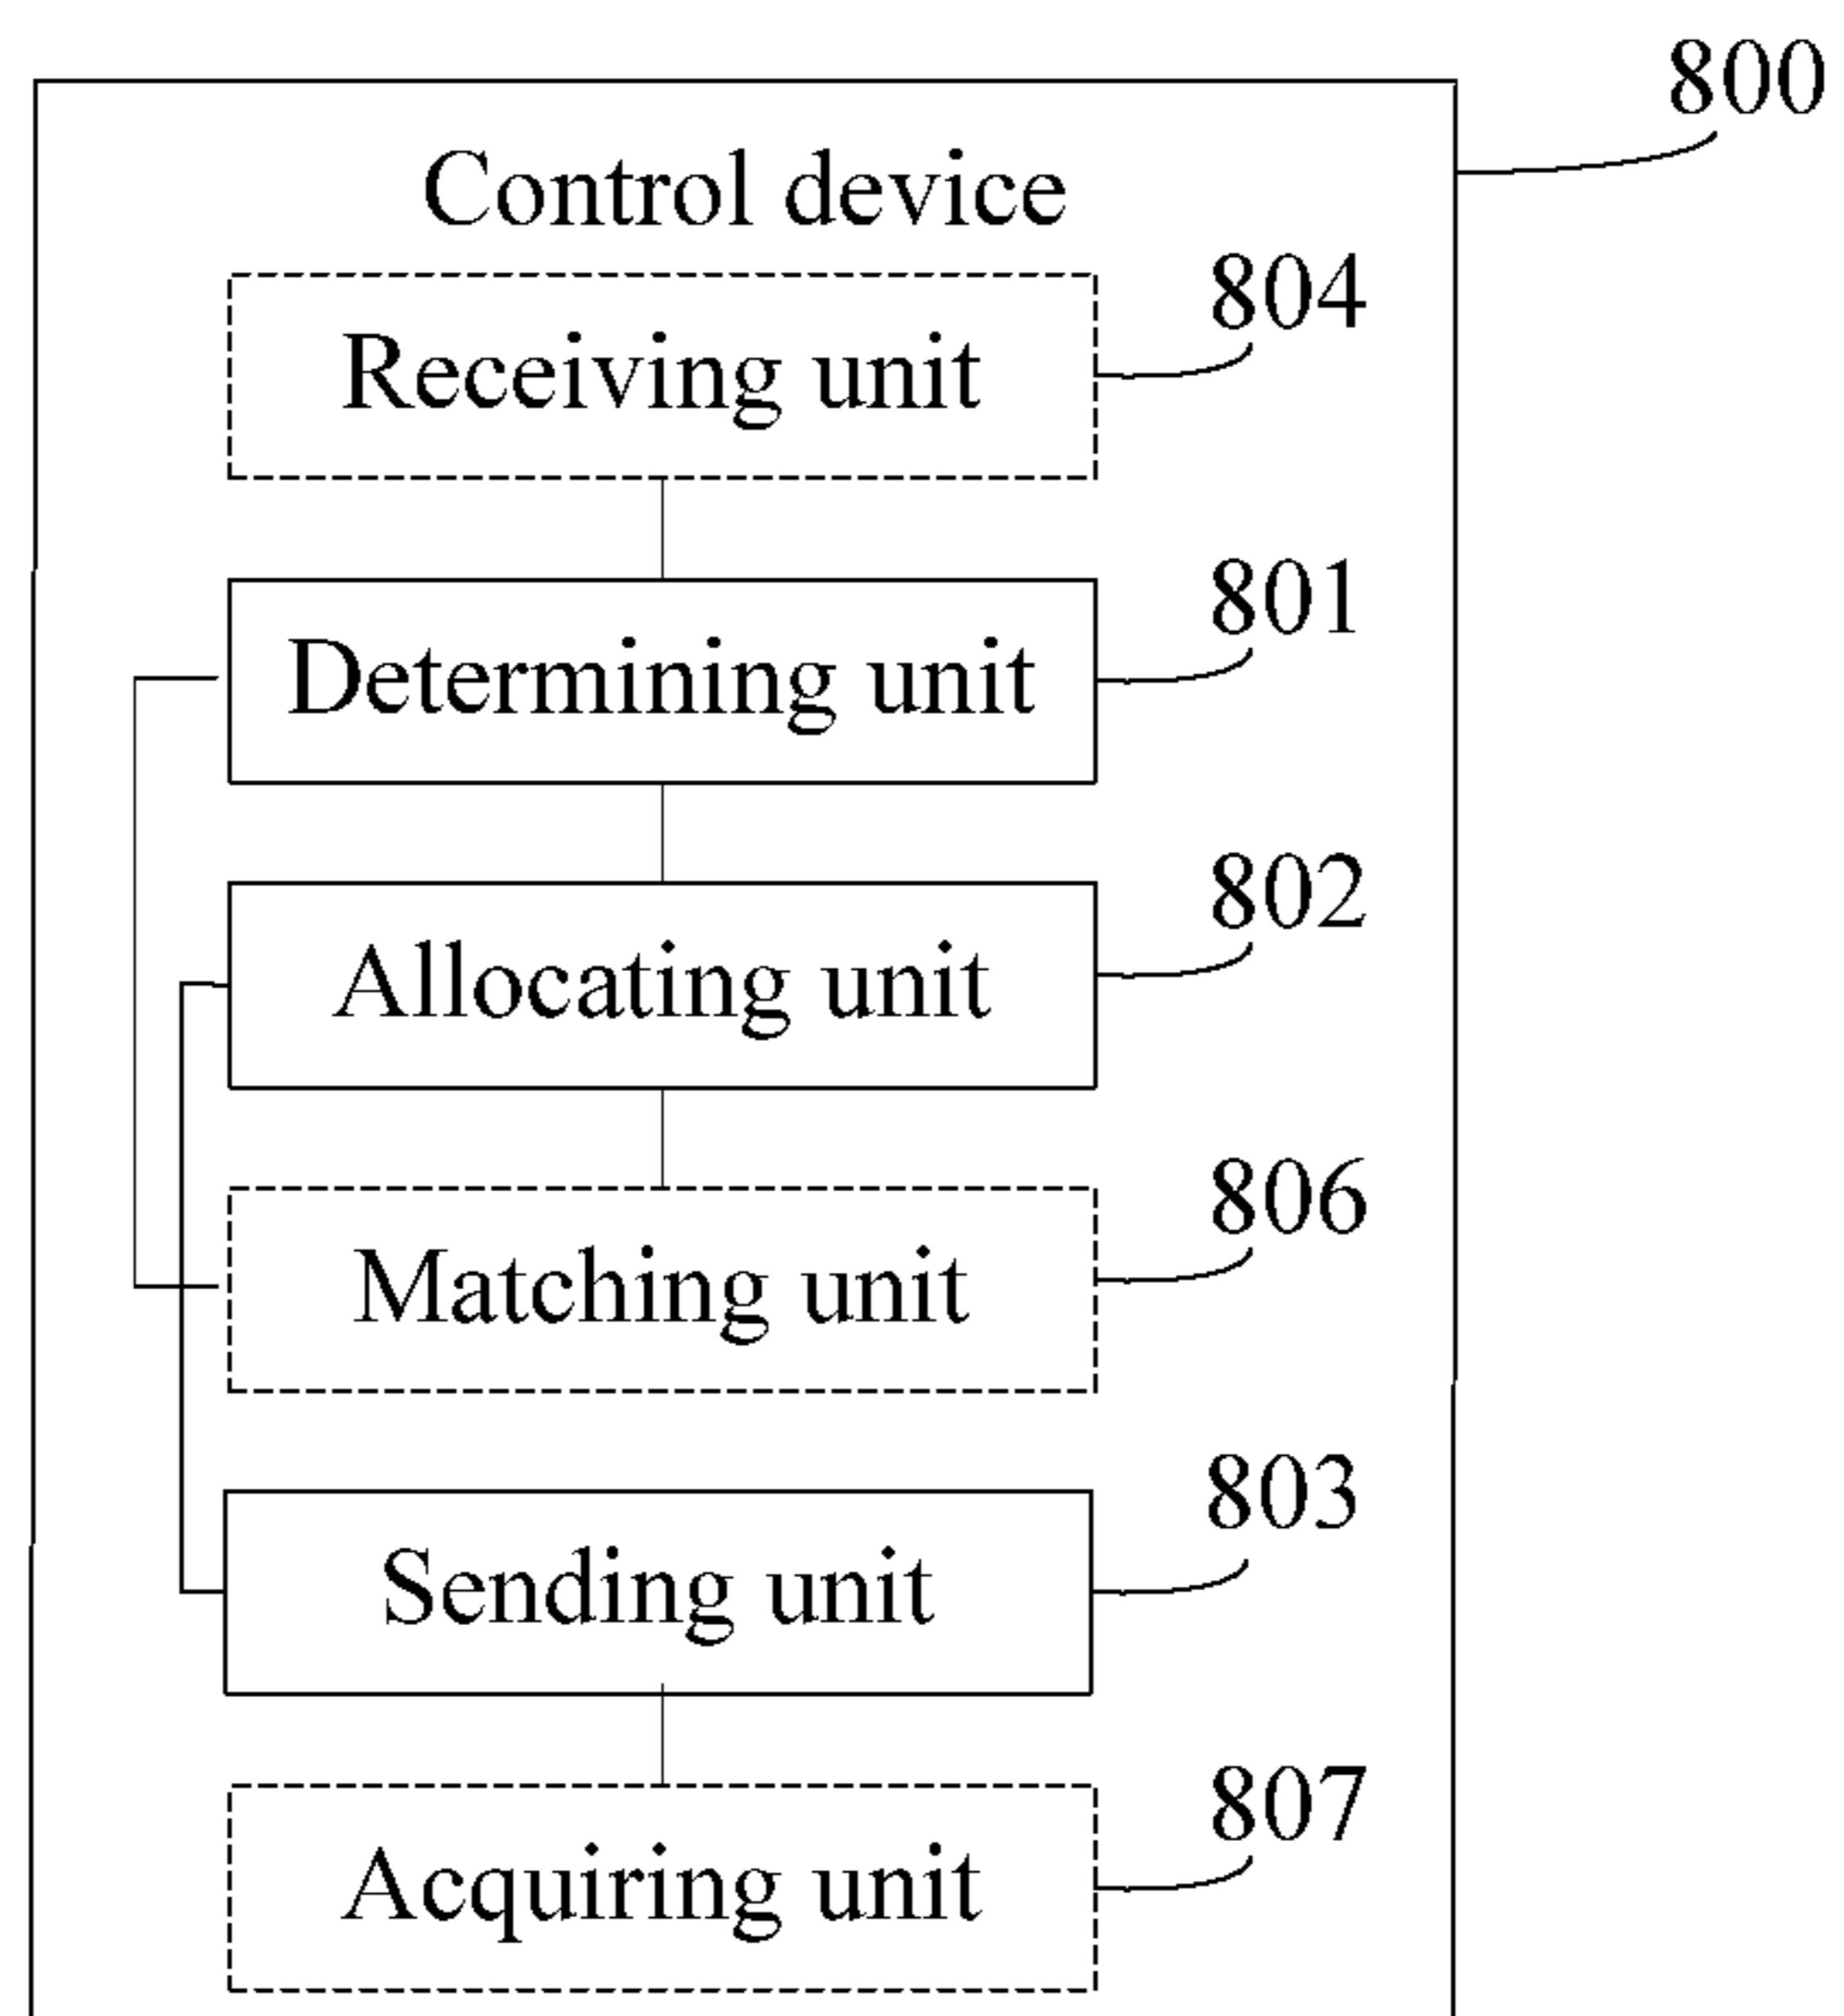 800
Control device
804
Receiving unit
801
Determining unit
802
Allocating unit
806
Matching unit
803
Sending unit
807
Acquiring unit